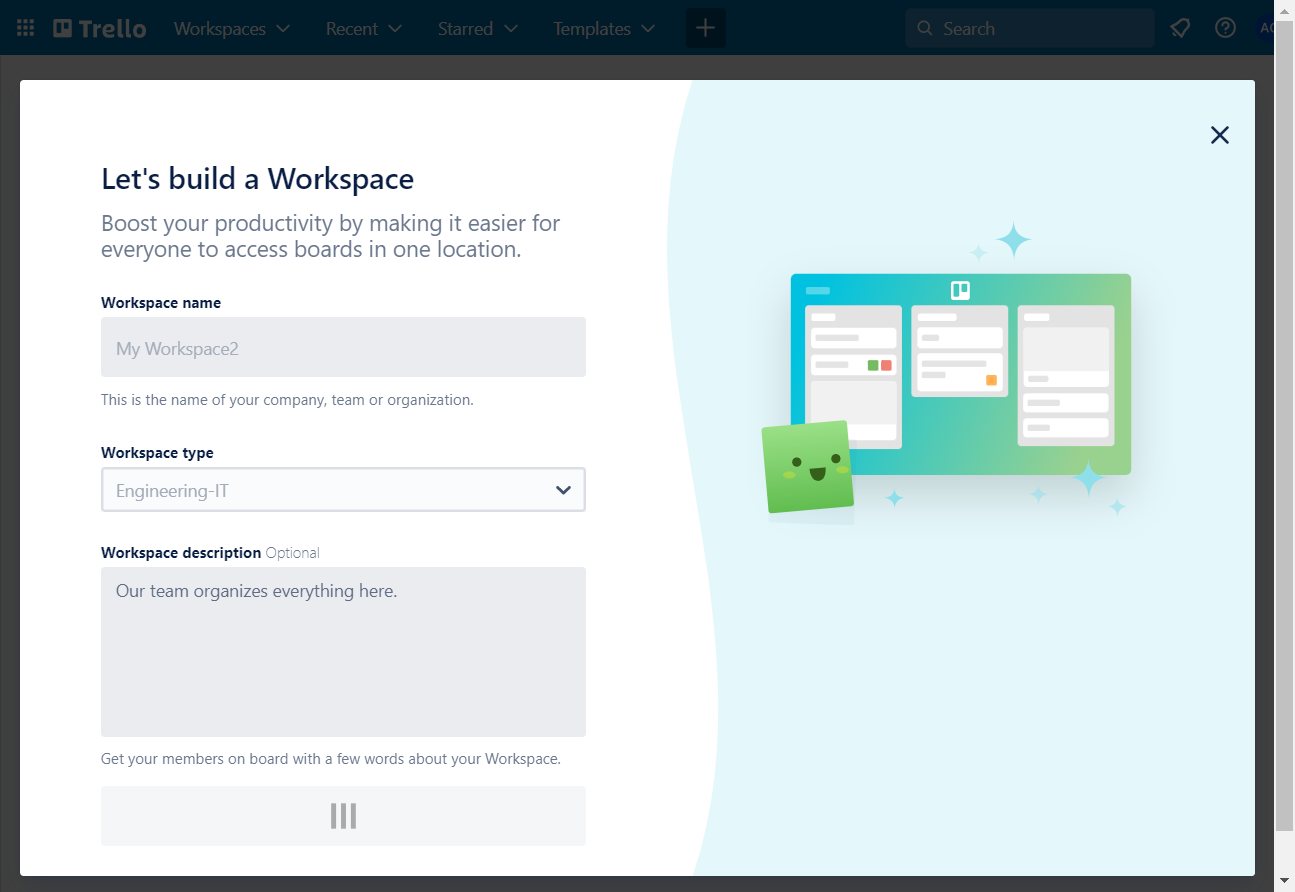 Trello
Workspaces
Recent
Starred
Templates
Search
Let's build a Workspace
Boost your productivity by making it easier for
everyone to access boards in one location.
Workspace name
My Workspace2
This is the name of your company, team or organization.
Workspace type
Engineering-IT
Workspace description Optional
Our team organizes everything here.
Get your members on board with a few words about your Workspace.